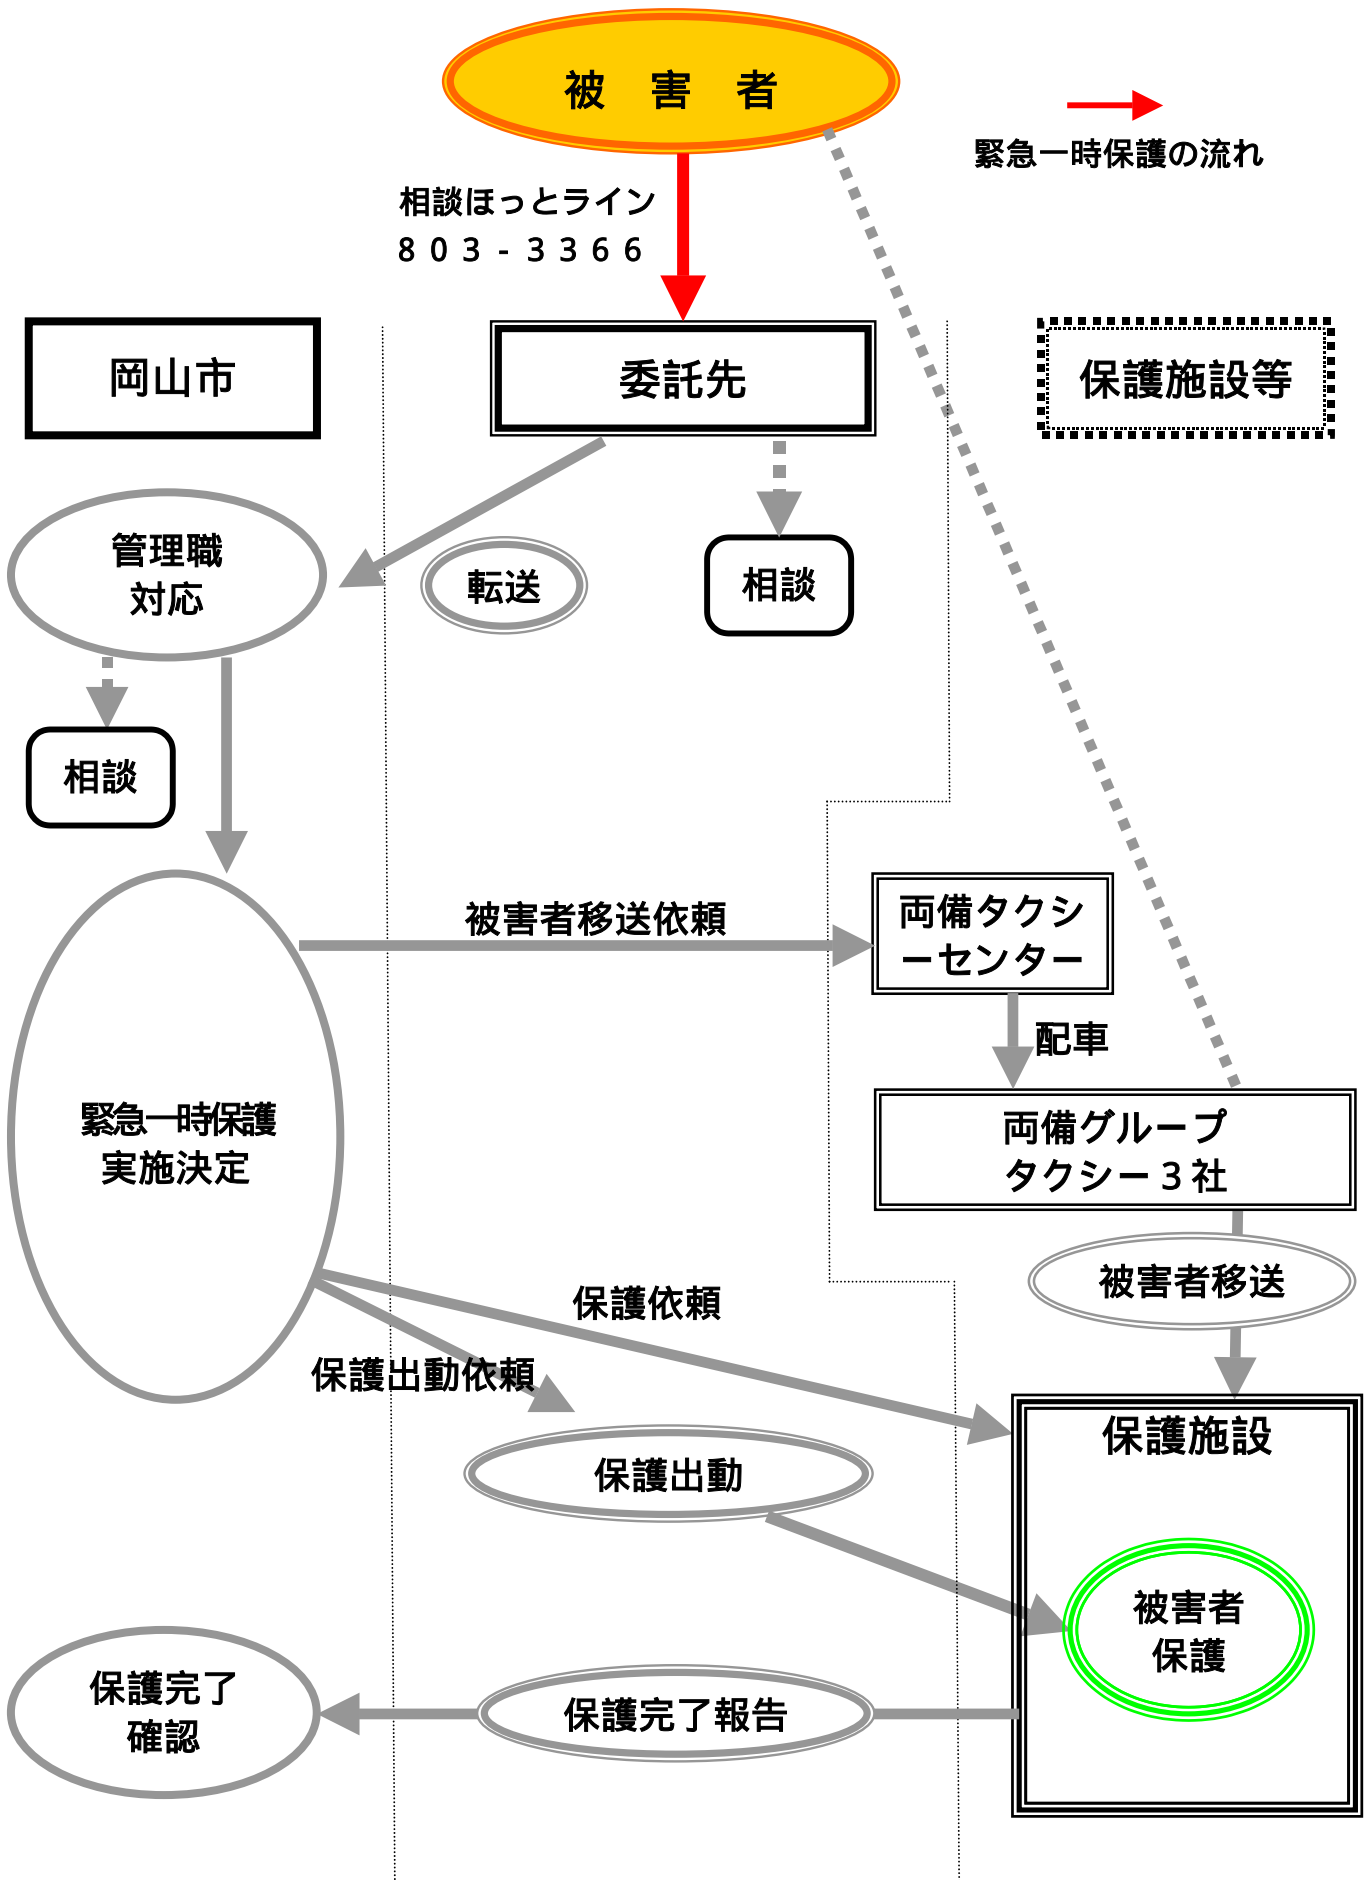 被　害　者
緊急一時保護の流れ
相談ほっとライン
８０３－３３６６
岡山市
委託先
保護施設等
管理職
対応
転送
相談
相談
被害者移送依頼
両備タクシ
ーセンター
配車
緊急一時保護
実施決定
両備グループ
タクシー３社
被害者移送
保護依頼
保護出動依頼
保護施設
保護出動
被害者
保護
保護完了
確認
保護完了報告